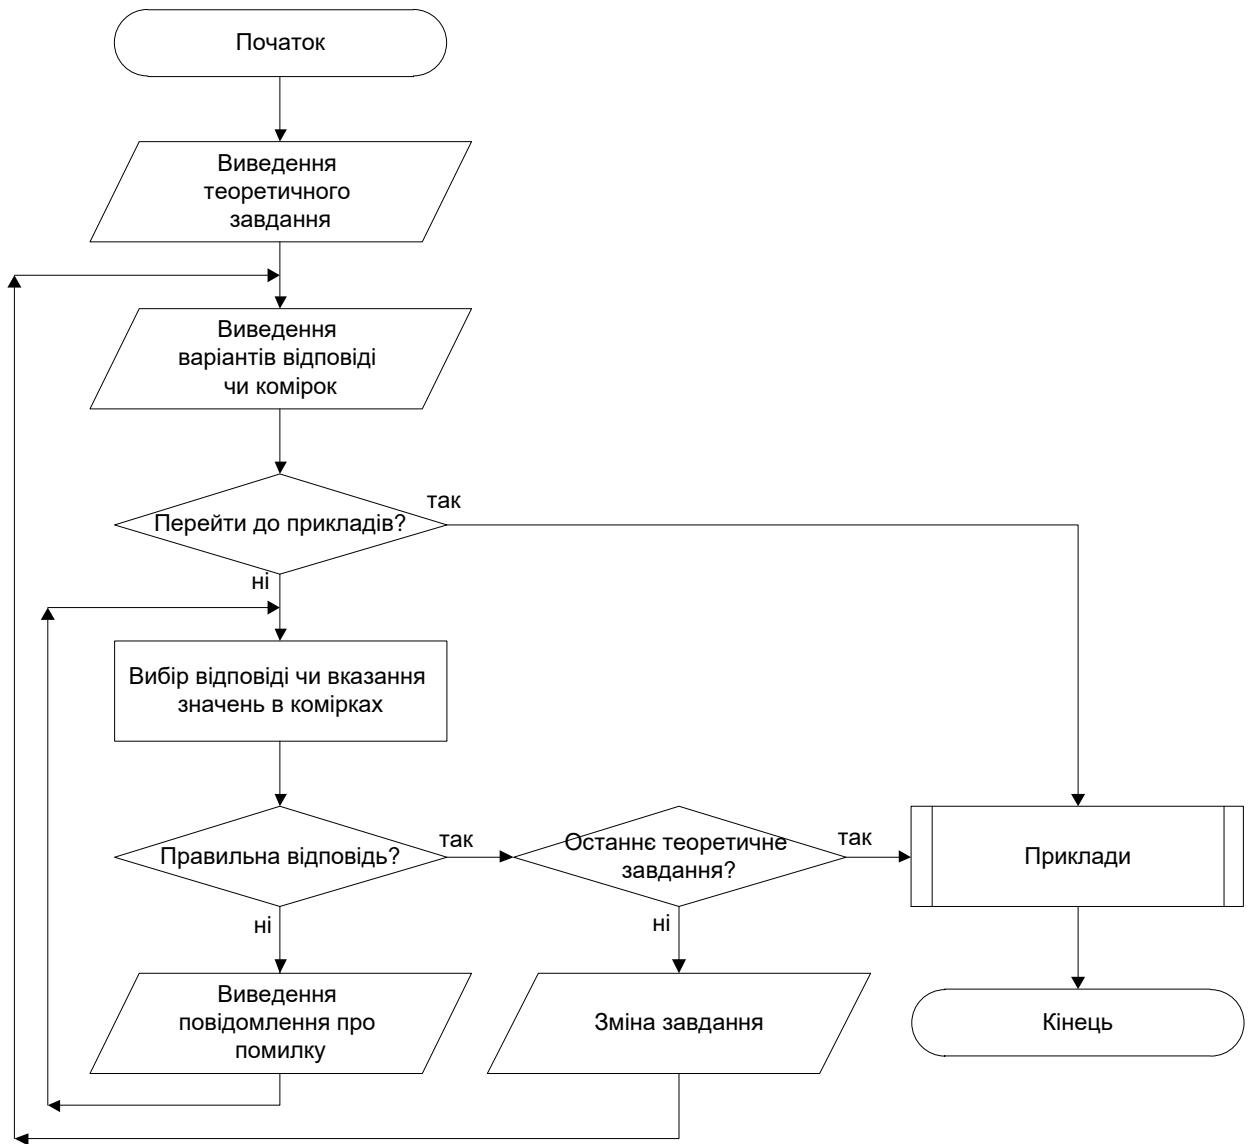 Початок
Виведення
теоретичного
завдання
Виведення
варіантів відповіді
чи комірок
так
Перейти до прикладів?
ні
Вибір відповіді чи вказання
значень в комірках
так
Правильна відповідь?
Останнє теоретичне
завдання?
так
Приклади
ні
ні
Виведення
повідомлення про
помилку
Зміна завдання
Кінець